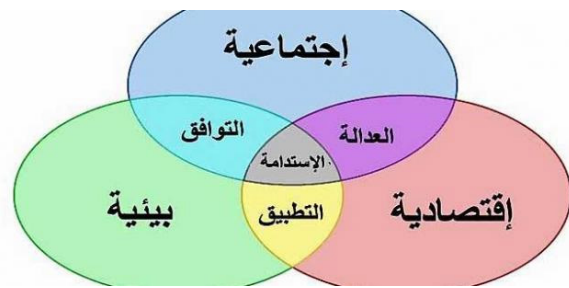 إجتماعية
العدالة
التوافق
الإستدامة
إقتصادية
التطبيق
بيئية